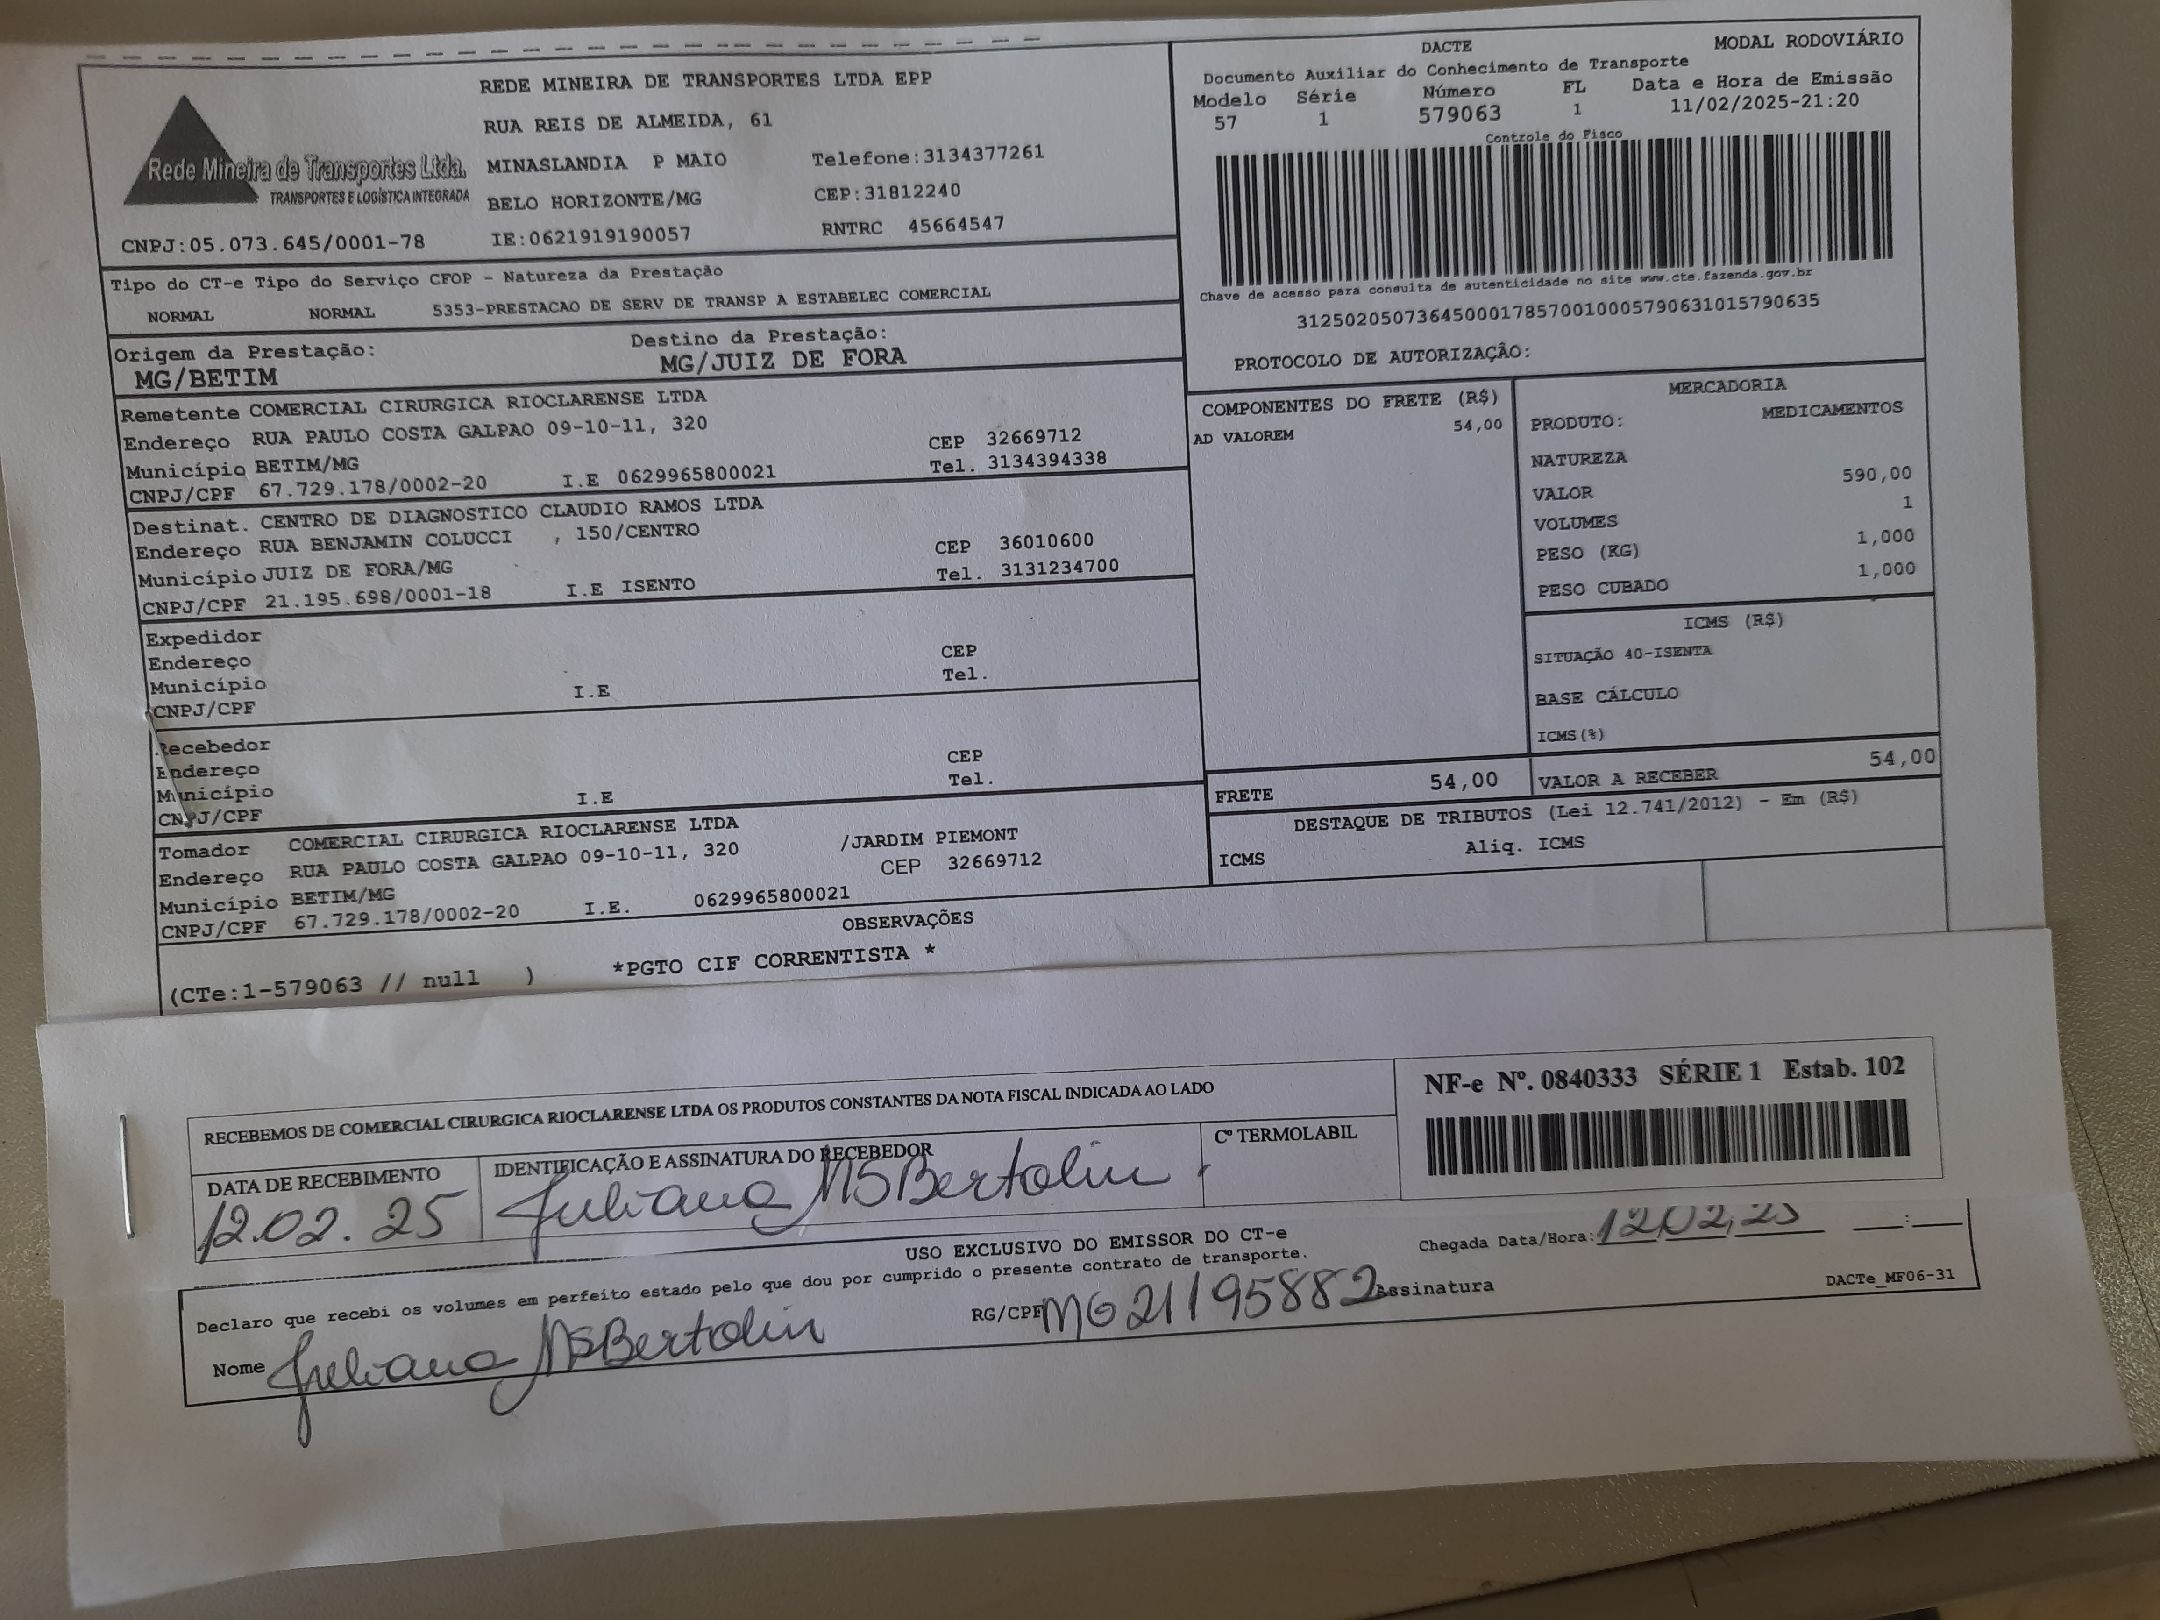 REDE MINEIRA DE TRANSPORTES LTDA EPP
RUA REIS DE ALMEIDA, 61
MINASLANDIA P MAIO Telefone:3134377261
BELO HORIZONTE/MG CEP:31812240
CNPJ:05.073.645/0001-78 IE:0621919190057 RNTRC 45664547
Rede Mineira de Transportes Ltda.
TRANSPORTES E LOGÍSTICA INTEGRADA
DACTE MODAL RODOVIÁRIO
Documento Auxiliar do Conhecimento de Transporte
Modelo Série Número FL Data e Hora de Emissão
57 1 579063 1 11/02/2025-21:20
Controle do Fisco
Chave de acesso para consulta de autenticidade no site www.cte.fazenda.gov.br
31250205073645000178570010005790631015790635
PROTOCOLO DE AUTORIZAÇÃO:
Tipo do CT-e Tipo do Serviço CFOP - Natureza da Prestação
NORMAL NORMAL 5353-PRESTACAO DE SERV DE TRANSP A ESTABELEC COMERCIAL
Origem da Prestação: Destino da Prestação:
MG/BETIM MG/JUIZ DE FORA
Remetente COMERCIAL CIRURGICA RIOCLARENSE LTDA
Endereço RUA PAULO COSTA GALPAO 09-10-11, 320
Município BETIM/MG CEP 32669712
CNPJ/CPF 67.729.178/0002-20 I.E 0629965800021 Tel. 3134394338
Destinat. CENTRO DE DIAGNOSTICO CLAUDIO RAMOS LTDA
Endereço RUA BENJAMIN COLUCCI , 150/CENTRO
Município JUIZ DE FORA/MG CEP 36010600
CNPJ/CPF 21.195.698/0001-18 I.E ISENTO Tel. 3131234700
Expedidor
Endereço CEP
Município Tel.
CNPJ/CPF I.E
Recebedor
Endereço CEP
Município Tel.
CNPJ/CPF I.E
Tomador COMERCIAL CIRURGICA RIOCLARENSE LTDA
Endereço RUA PAULO COSTA GALPAO 09-10-11, 320 /JARDIM PIEMONT
Município BETIM/MG CEP 32669712
CNPJ/CPF 67.729.178/0002-20 I.E. 0629965800021
COMPONENTES DO FRETE (R$)
AD VALOREM 54,00
MERCADORIA
PRODUTO: MEDICAMENTOS
NATUREZA
VALOR 590,00
VOLUMES 1
PESO (KG) 1,000
PESO CUBADO 1,000
ICMS (R$)
SITUAÇÃO 40-ISENTA
BASE CÁLCULO
ICMS(%)
FRETE 54,00 VALOR A RECEBER 54,00
DESTAQUE DE TRIBUTOS (Lei 12.741/2012) - Em (R$)
ICMS Aliq. ICMS
OBSERVAÇÕES
(CTe:1-579063 // null ) *PGTO CIF CORRENTISTA *
RECEBEMOS DE COMERCIAL CIRURGICA RIOCLARENSE LTDA OS PRODUTOS CONSTANTES DA NOTA FISCAL INDICADA AO LADO
NF-e Nº. 0840333 SÉRIE 1 Estab. 102
DATA DE RECEBIMENTO IDENTIFICAÇÃO E ASSINATURA DO RECEBEDOR Cº TERMOLABIL
12.02.25 Juliana MS Bertolin
USO EXCLUSIVO DO EMISSOR DO CT-e
Declaro que recebi os volumes em perfeito estado pelo que dou por cumprido o presente contrato de transporte.
Chegada Data/Hora: 12,02,25 __:__
Nome Juliana MS Bertolin RG/CPF MG21195882 Assinatura
DACTe_MF06-31